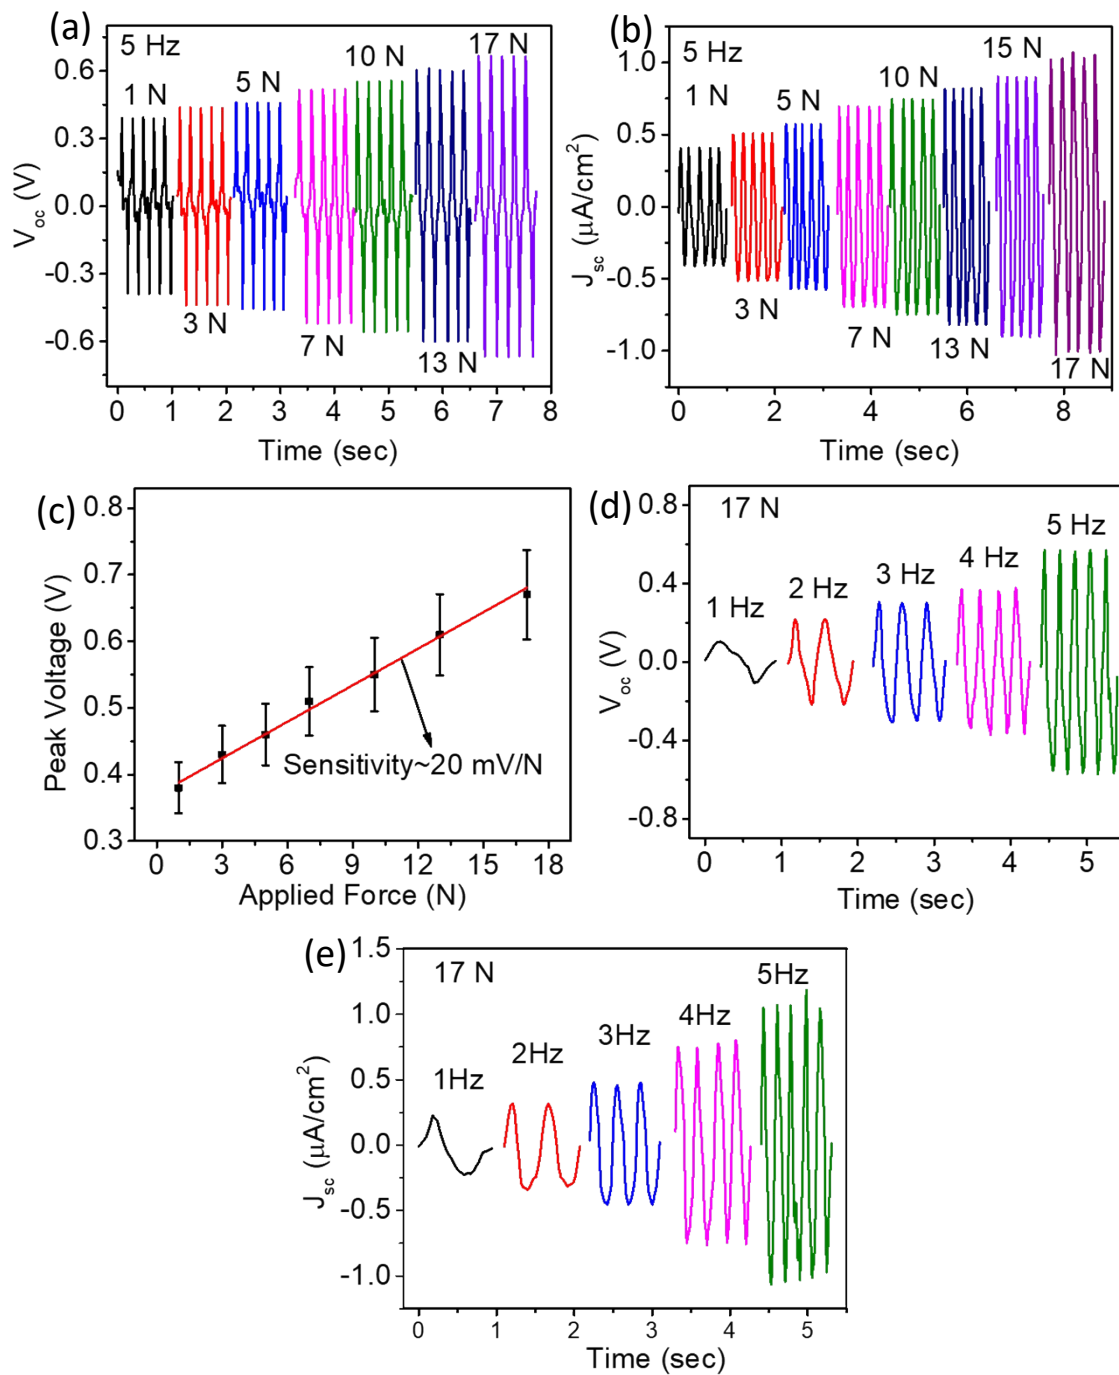 (a)
5 Hz
1 N
3 N
5 N
7 N
10 N
13 N
17 N
0.6
0.3
0.0
-0.3
-0.6
Voc (V)
0 1 2 3 4 5 6 7 8
Time (sec)
(b)
5 Hz
1 N
3 N
5 N
7 N
10 N
13 N
15 N
17 N
1.0
0.5
0.0
-0.5
-1.0
Jsc (μA/cm²)
0 2 4 6 8
Time (sec)
(c)
0.8
0.7
0.6
0.5
0.4
0.3
Peak Voltage (V)
Sensitivity~20 mV/N
0 3 6 9 12 15 18
Applied Force (N)
(d)
17 N
1 Hz
2 Hz
3 Hz
4 Hz
5 Hz
0.8
0.4
0.0
-0.4
-0.8
Voc (V)
0 1 2 3 4 5
Time (sec)
(e)
17 N
1Hz
2Hz
3Hz
4Hz
5Hz
1.5
1.0
0.5
0.0
-0.5
-1.0
Jsc (μA/cm²)
0 1 2 3 4 5
Time (sec)